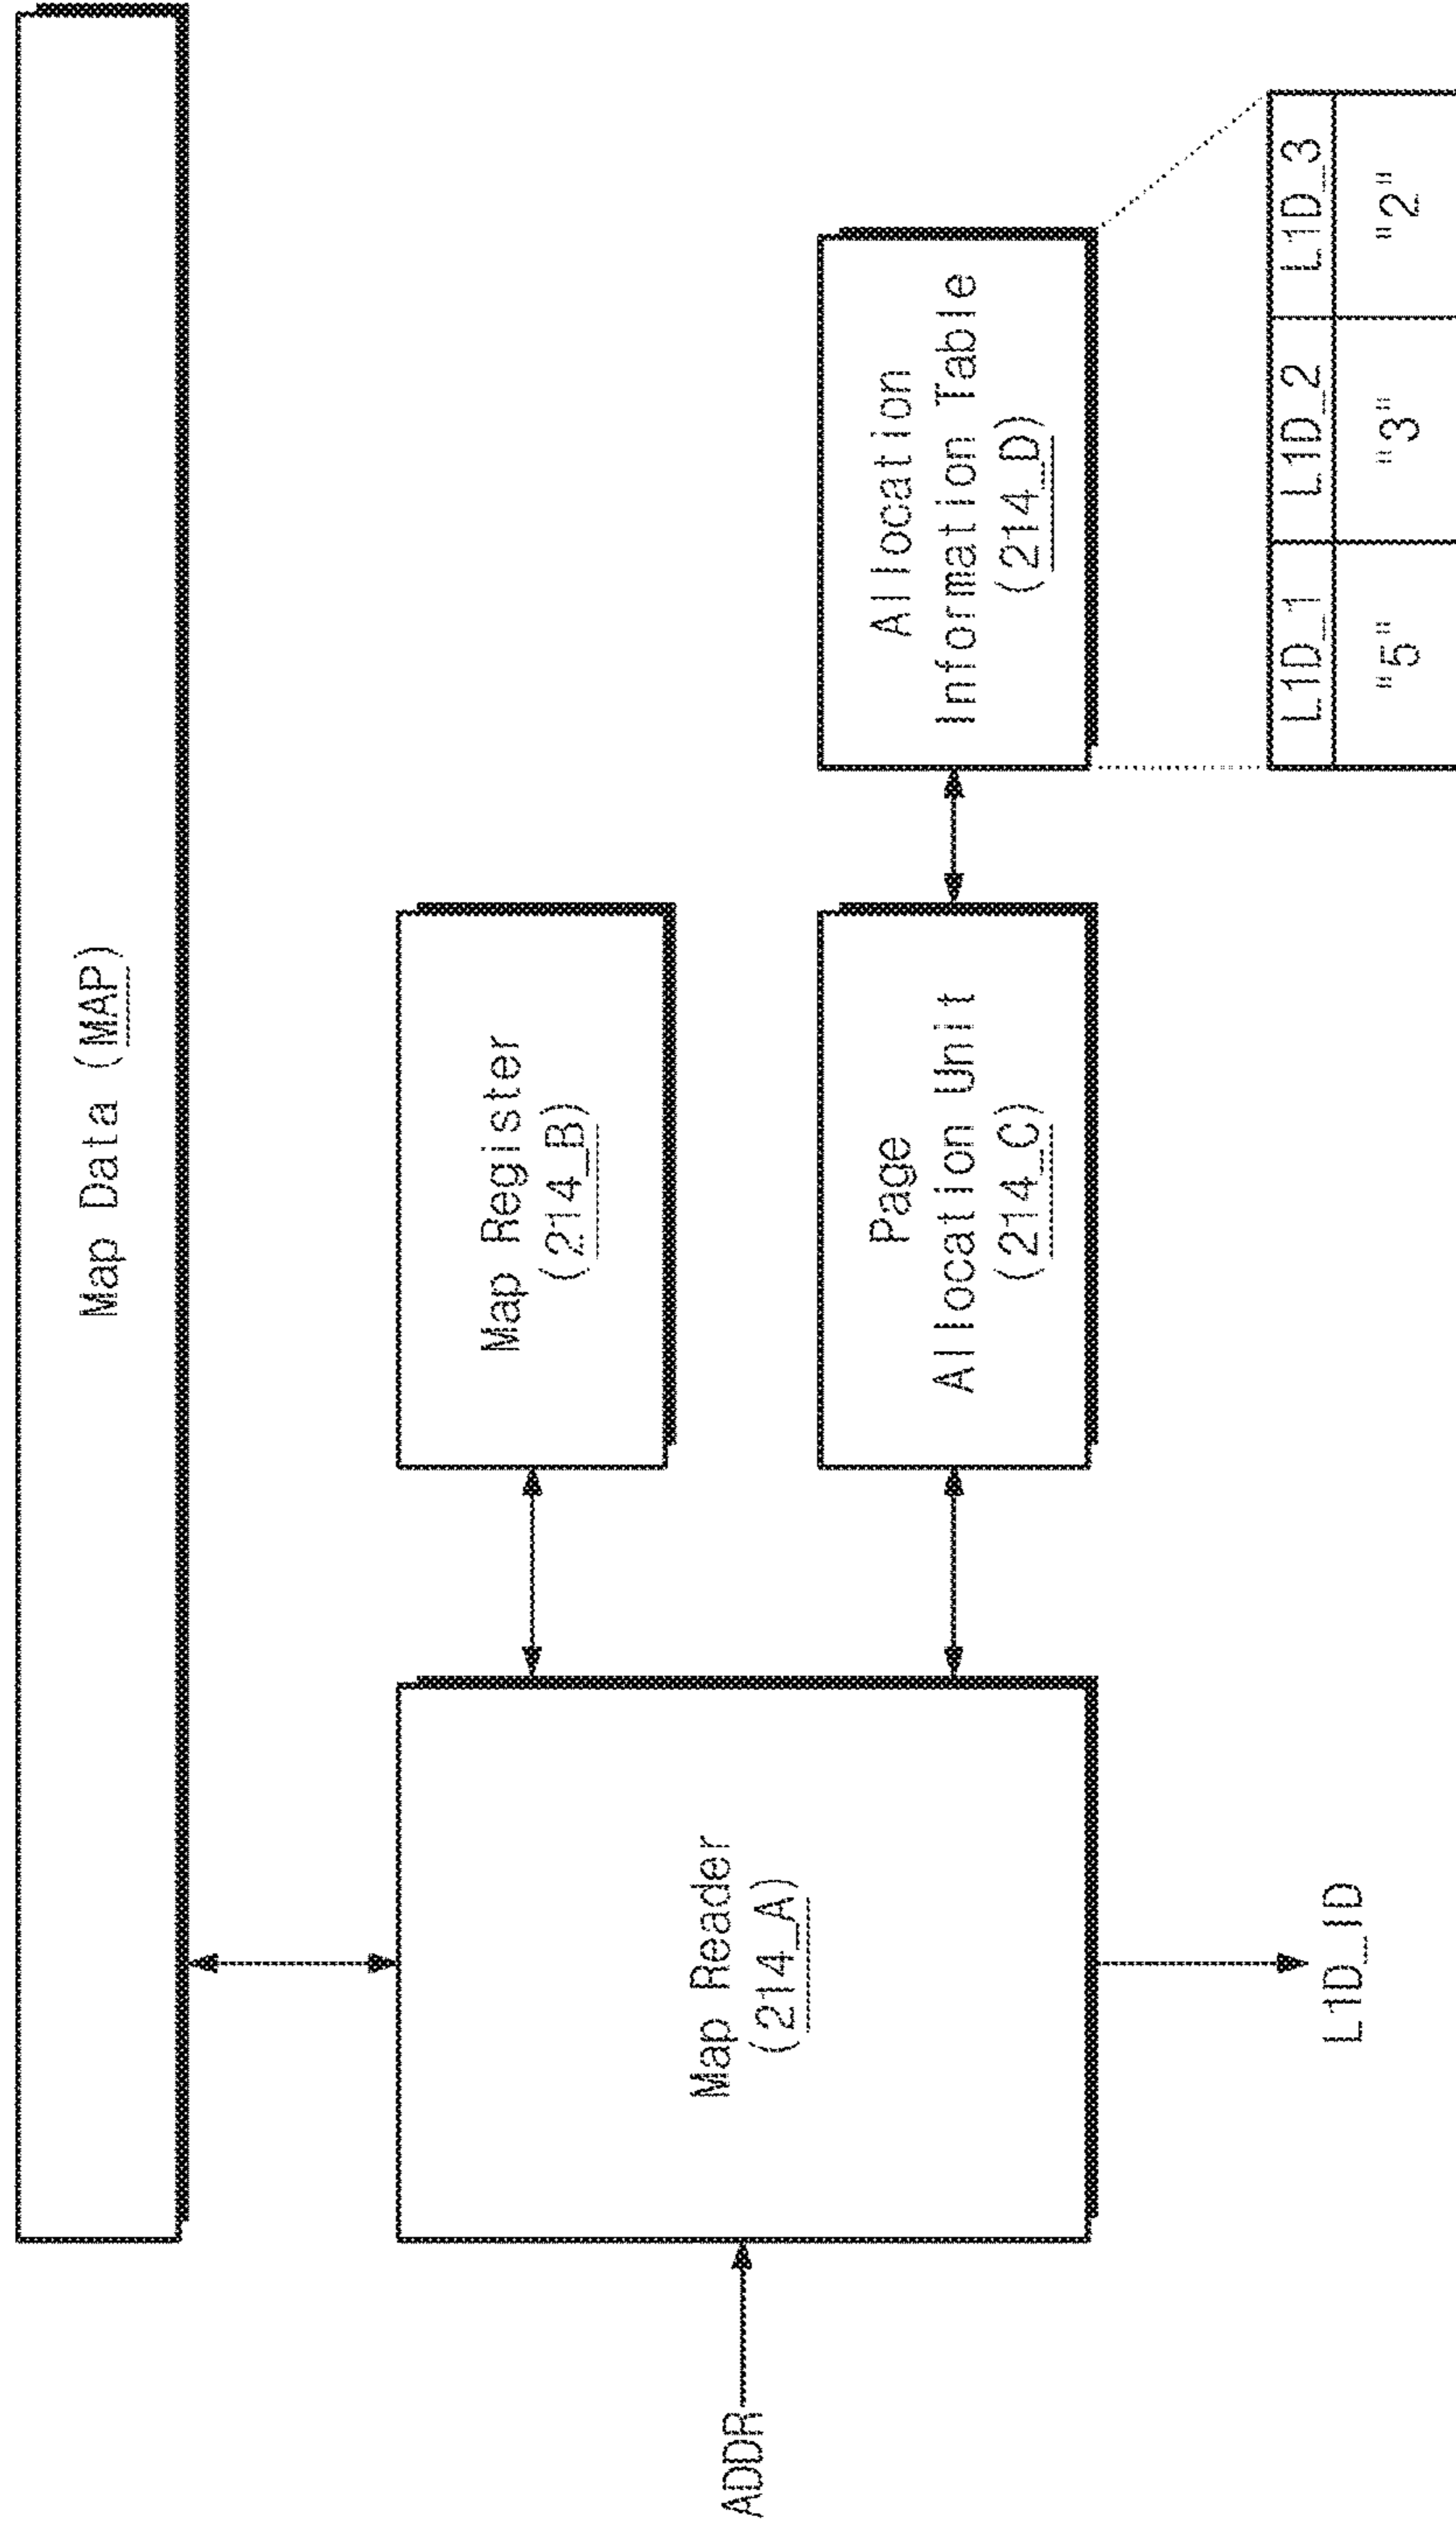 Map Data (MAP)
ADDR
Map Reader
(214_A)
Map Register
(214_B)
Page
Allocation Unit
(214_C)
Allocation
Information Table
(214_D)
L1D_ID
L1D_1 L1D_2 L1D_3
"5" "3" "2"